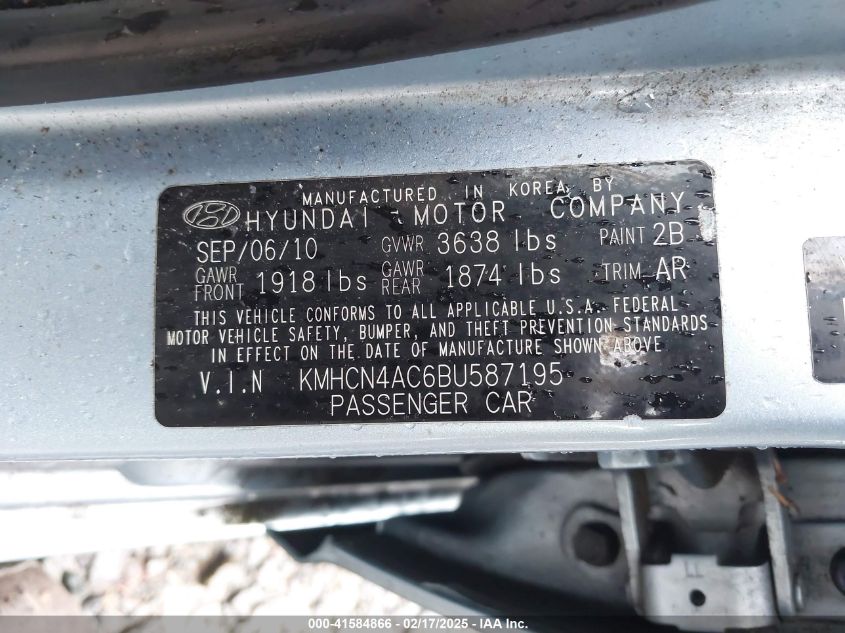 MANUFACTURED IN KOREA BY
HYUNDAI MOTOR COMPANY
SEP/06/10 GVWR 3638 lbs PAINT 2B
GAWR FRONT 1918 lbs GAWR REAR 1874 lbs TRIM AR
THIS VEHICLE CONFORMS TO ALL APPLICABLE U.S.A. FEDERAL
MOTOR VEHICLE SAFETY, BUMPER, AND THEFT PREVENTION STANDARDS
IN EFFECT ON THE DATE OF MANUFACTURE SHOWN ABOVE
V.I.N KMHCN4AC6BU587195
PASSENGER CAR
LL
000-41584866 - 02/17/2025 - IAA Inc.